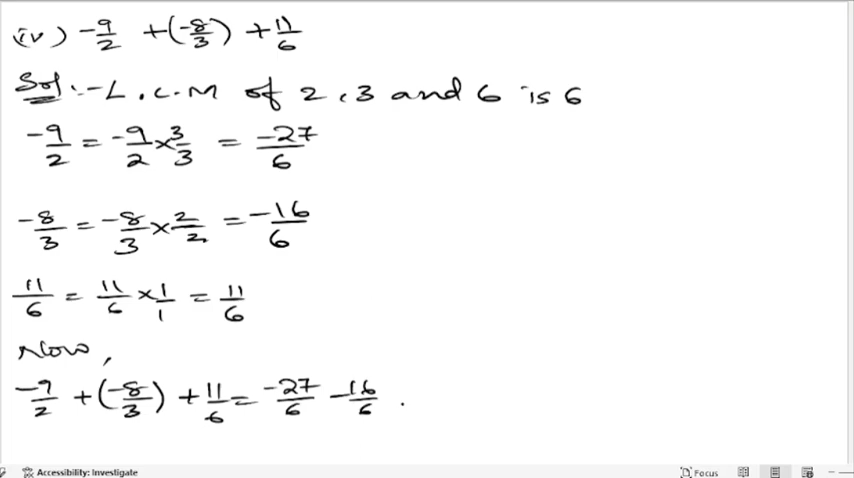 (iv) -9/2 + (-8/3) + 11/6
Sol:- L.C.M of 2, 3 and 6 is 6
-9/2 = -9/2 × 3/3 = -27/6
-8/3 = -8/3 × 2/2 = -16/6
11/6 = 11/6 × 1/1 = 11/6
Now,
-9/2 + (-8/3) + 11/6 = -27/6 - 16/6 .
Accessibility: Investigate Focus